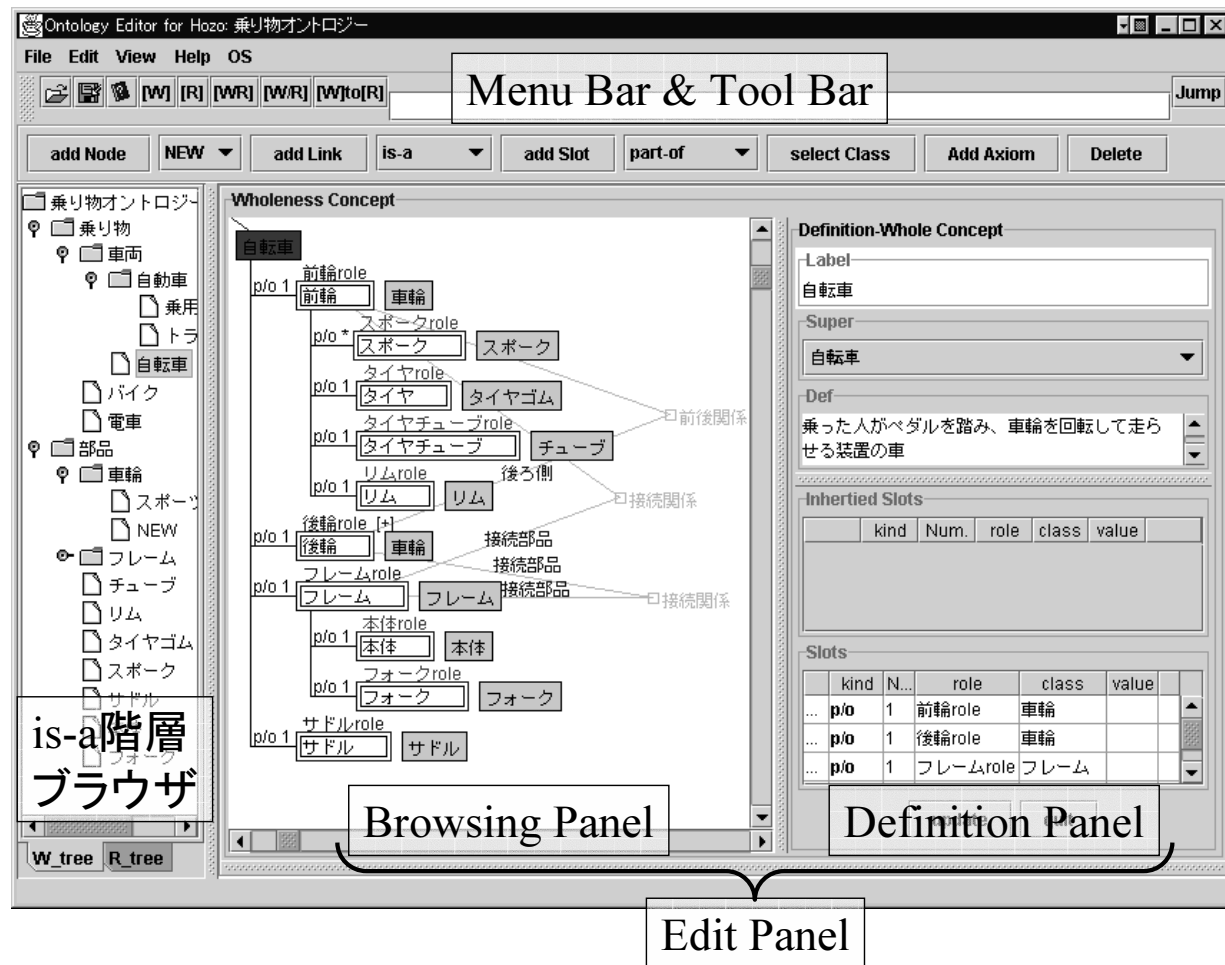 Ontology Editor for Hozo: 乗り物オントロジー
File Edit View Help OS
[W] [R] [WR] [W/R] [W]to[R] Jump
Menu Bar & Tool Bar
add Node NEW add Link is-a add Slot part-of select Class Add Axiom Delete
乗り物オントロジー
乗り物
車両
自動車
乗用
トラ
自転車
バイク
電車
部品
車輪
スポーツ
NEW
フレーム
チューブ
リム
タイヤゴム
スポーク
サドル
フォーク
is-a階層
ブラウザ
W_tree R_tree
Wholeness Concept
自転車
前輪role
p/o 1 前輪 車輪
スポークrole
p/o * スポーク スポーク
タイヤrole
p/o 1 タイヤ タイヤゴム
前後関係
タイヤチューブrole
p/o 1 タイヤチューブ チューブ
リムrole 後ろ側
p/o 1 リム リム 接続関係
後輪role [+]
p/o 1 後輪 車輪 接続部品
接続部品
フレームrole
p/o 1 フレーム フレーム 接続部品 接続関係
本体role
p/o 1 本体 本体
フォークrole
p/o 1 フォーク フォーク
サドルrole
p/o 1 サドル サドル
Browsing Panel
Definition-Whole Concept
Label
自転車
Super
自転車
Def
乗った人がペダルを踏み、車輪を回転して走ら
せる装置の車
Inhertied Slots
kind Num. role class value
Slots
kind N... role class value
... p/o 1 前輪role 車輪
... p/o 1 後輪role 車輪
... p/o 1 フレームrole フレーム
update quit
Definition Panel
Edit Panel